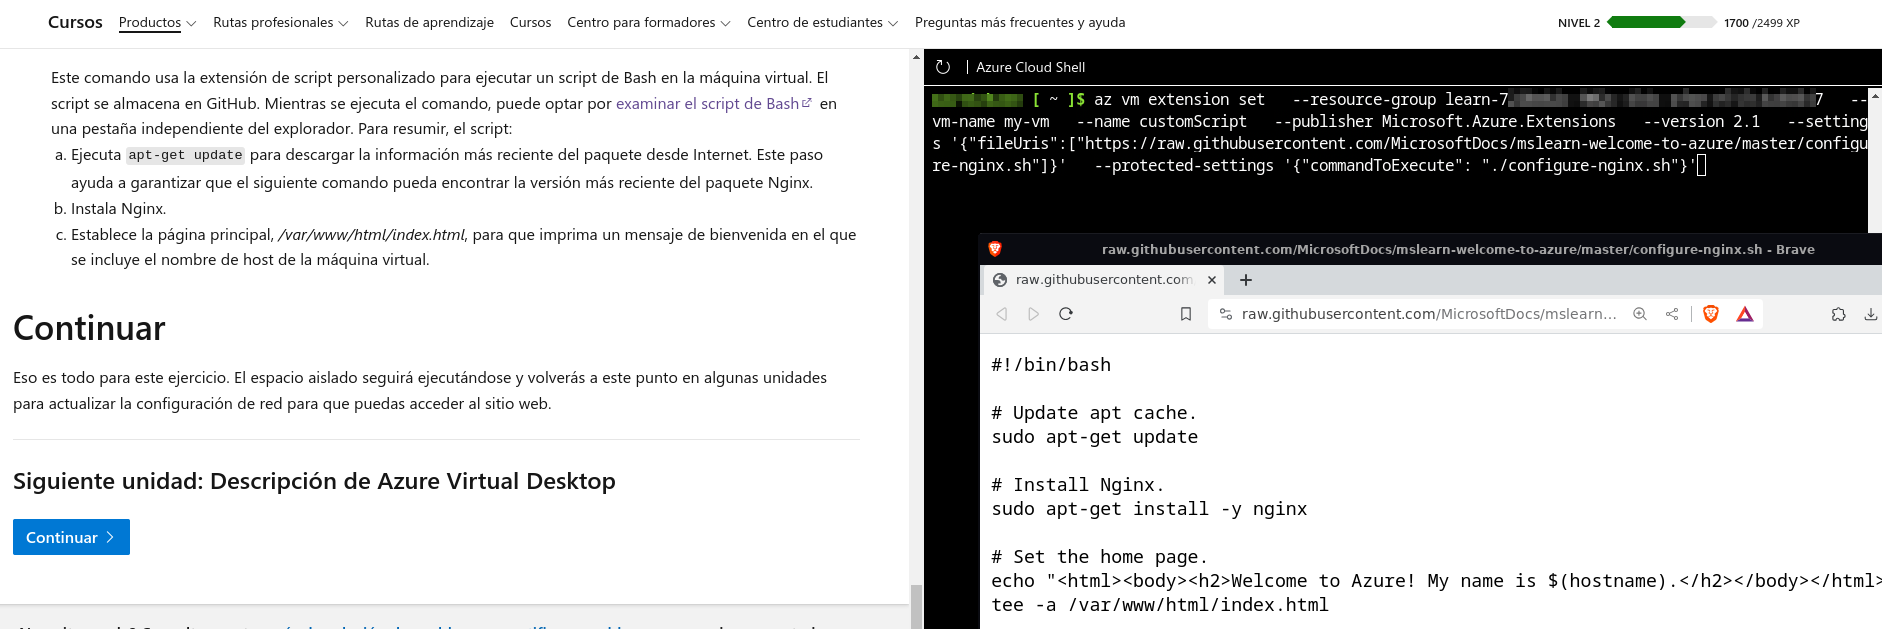 Cursos Productos Rutas profesionales Rutas de aprendizaje Cursos Centro para formadores Centro de estudiantes Preguntas más frecuentes y ayuda NIVEL 2 1700 /2499 XP
Este comando usa la extensión de script personalizado para ejecutar un script de Bash en la máquina virtual. El
script se almacena en GitHub. Mientras se ejecuta el comando, puede optar por examinar el script de Bash en
una pestaña independiente del explorador. Para resumir, el script:
a. Ejecuta apt-get update para descargar la información más reciente del paquete desde Internet. Este paso
ayuda a garantizar que el siguiente comando pueda encontrar la versión más reciente del paquete Nginx.
b. Instala Nginx.
c. Establece la página principal, /var/www/html/index.html, para que imprima un mensaje de bienvenida en el que
se incluye el nombre de host de la máquina virtual.
Continuar
Eso es todo para este ejercicio. El espacio aislado seguirá ejecutándose y volverás a este punto en algunas unidades
para actualizar la configuración de red para que puedas acceder al sitio web.
Siguiente unidad: Descripción de Azure Virtual Desktop
Continuar
Azure Cloud Shell
[ ~ ]$ az vm extension set --resource-group learn-7 7 --
vm-name my-vm --name customScript --publisher Microsoft.Azure.Extensions --version 2.1 --setting
s '{"fileUris":["https://raw.githubusercontent.com/MicrosoftDocs/mslearn-welcome-to-azure/master/configu
re-nginx.sh"]}' --protected-settings '{"commandToExecute": "./configure-nginx.sh"}'
raw.githubusercontent.com/MicrosoftDocs/mslearn-welcome-to-azure/master/configure-nginx.sh - Brave
raw.githubusercontent.com
raw.githubusercontent.com/MicrosoftDocs/mslearn...
#!/bin/bash
# Update apt cache.
sudo apt-get update
# Install Nginx.
sudo apt-get install -y nginx
# Set the home page.
echo "<html><body><h2>Welcome to Azure! My name is $(hostname).</h2></body></html>
tee -a /var/www/html/index.html